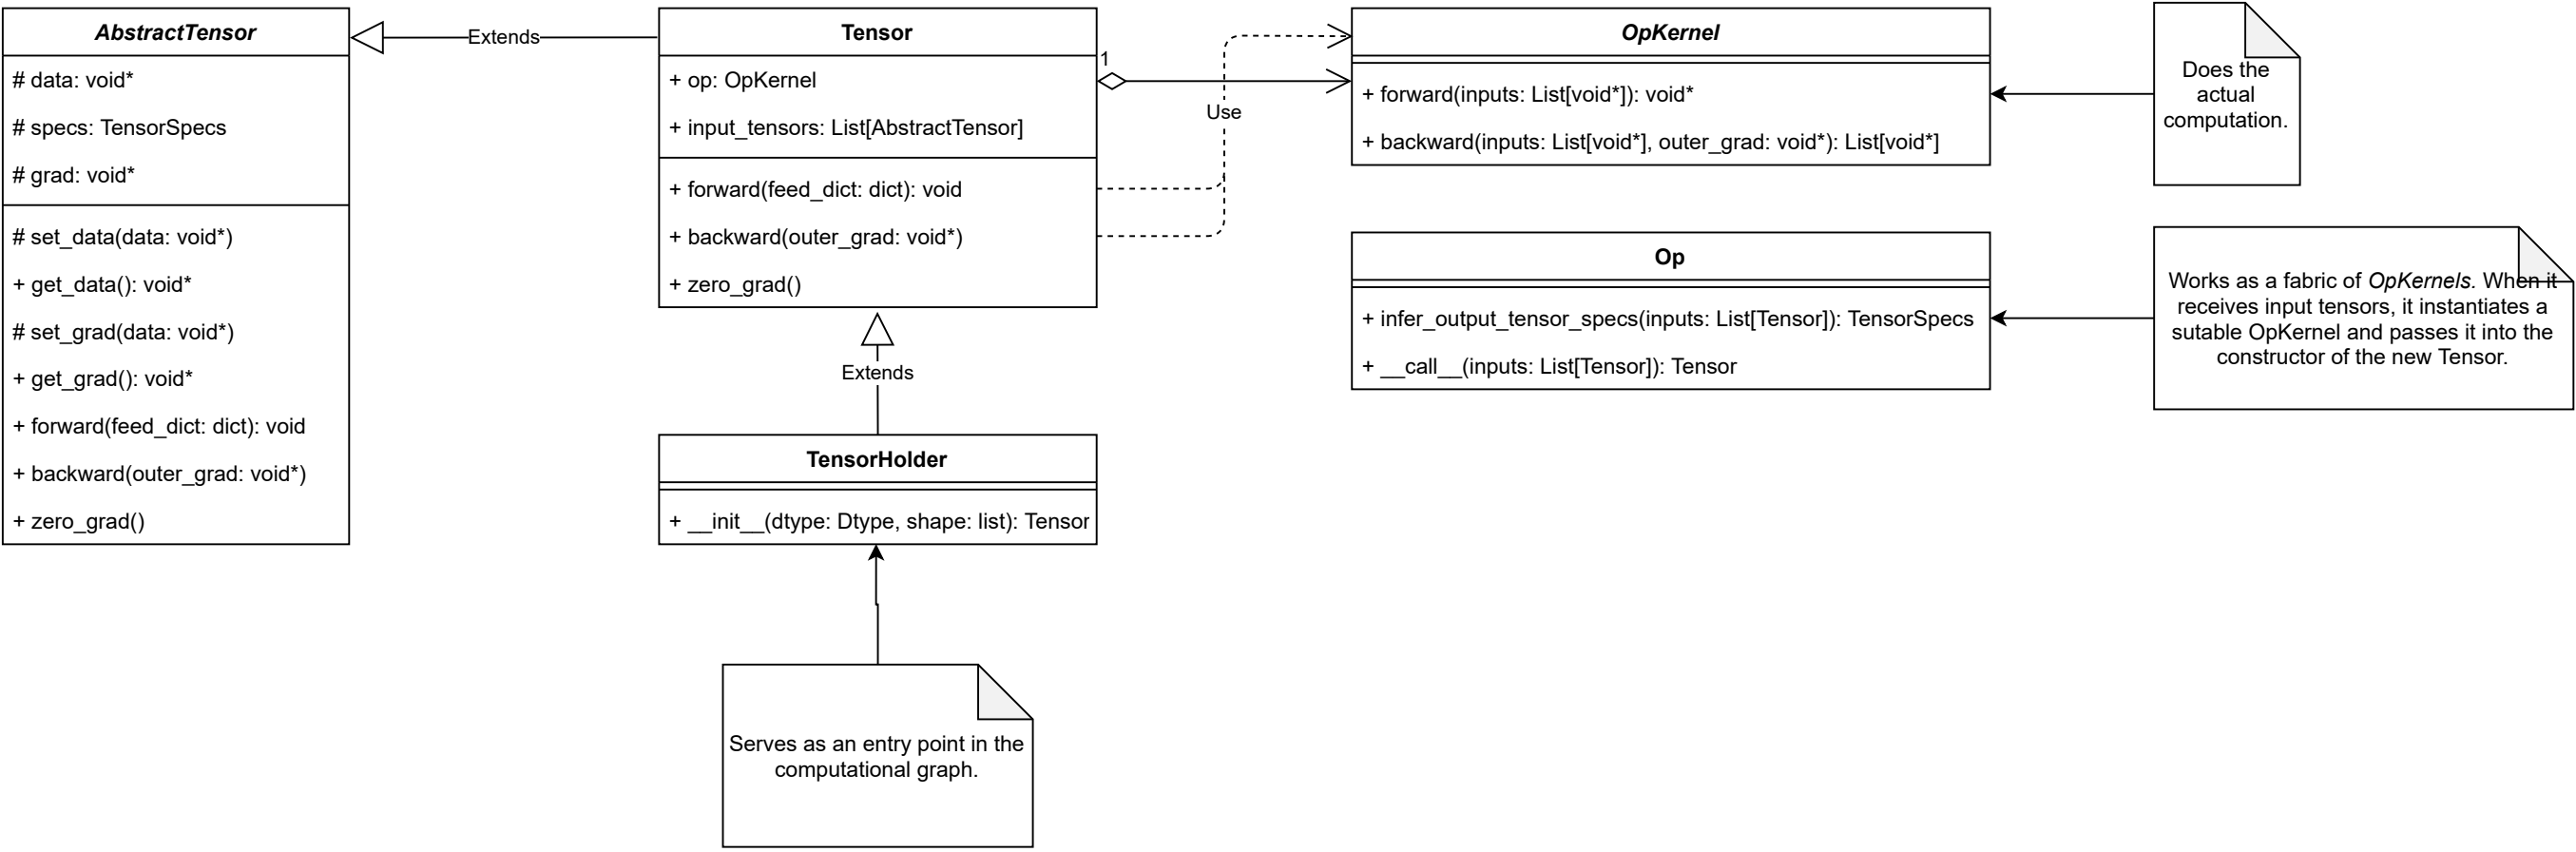 AbstractTensor
# data: void*
# specs: TensorSpecs
# grad: void*
# set_data(data: void*)
+ get_data(): void*
# set_grad(data: void*)
+ get_grad(): void*
+ forward(feed_dict: dict): void
+ backward(outer_grad: void*)
+ zero_grad()
Extends
Tensor
+ op: OpKernel
+ input_tensors: List[AbstractTensor]
+ forward(feed_dict: dict): void
+ backward(outer_grad: void*)
+ zero_grad()
1
Use
Extends
TensorHolder
+ __init__(dtype: Dtype, shape: list): Tensor
Serves as an entry point in the
computational graph.
OpKernel
+ forward(inputs: List[void*]): void*
+ backward(inputs: List[void*], outer_grad: void*): List[void*]
Does the
actual
computation.
Op
+ infer_output_tensor_specs(inputs: List[Tensor]): TensorSpecs
+ __call__(inputs: List[Tensor]): Tensor
Works as a fabric of OpKernels. When it
receives input tensors, it instantiates a
sutable OpKernel and passes it into the
constructor of the new Tensor.